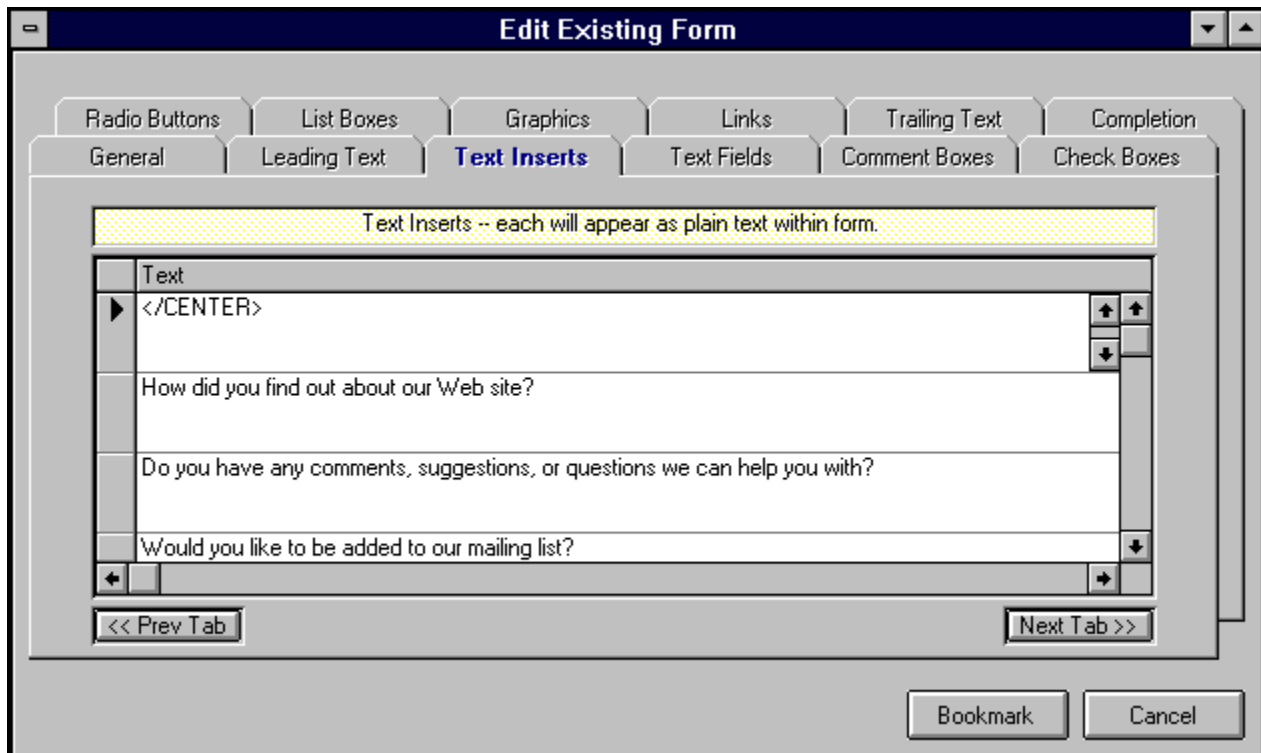 Edit Existing Form
Radio Buttons List Boxes Graphics Links Trailing Text Completion
General Leading Text Text Inserts Text Fields Comment Boxes Check Boxes
Text Inserts -- each will appear as plain text within form.
Text
</CENTER>
How did you find out about our Web site?
Do you have any comments, suggestions, or questions we can help you with?
Would you like to be added to our mailing list?
<< Prev Tab Next Tab >>
Bookmark Cancel